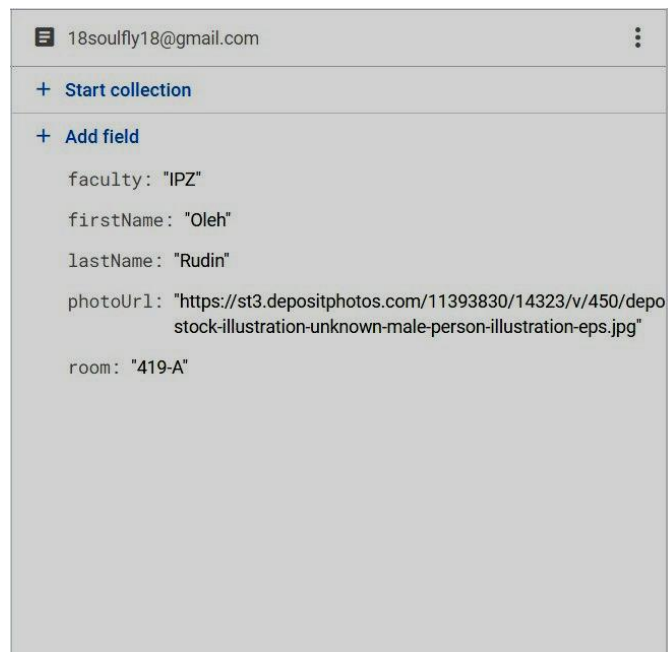 18soulfly18@gmail.com
+ Start collection
+ Add field
faculty: "IPZ"
firstName: "Oleh"
lastName: "Rudin"
photoUrl: "https://st3.depositphotos.com/11393830/14323/v/450/depo
stock-illustration-unknown-male-person-illustration-eps.jpg"
room: "419-A"